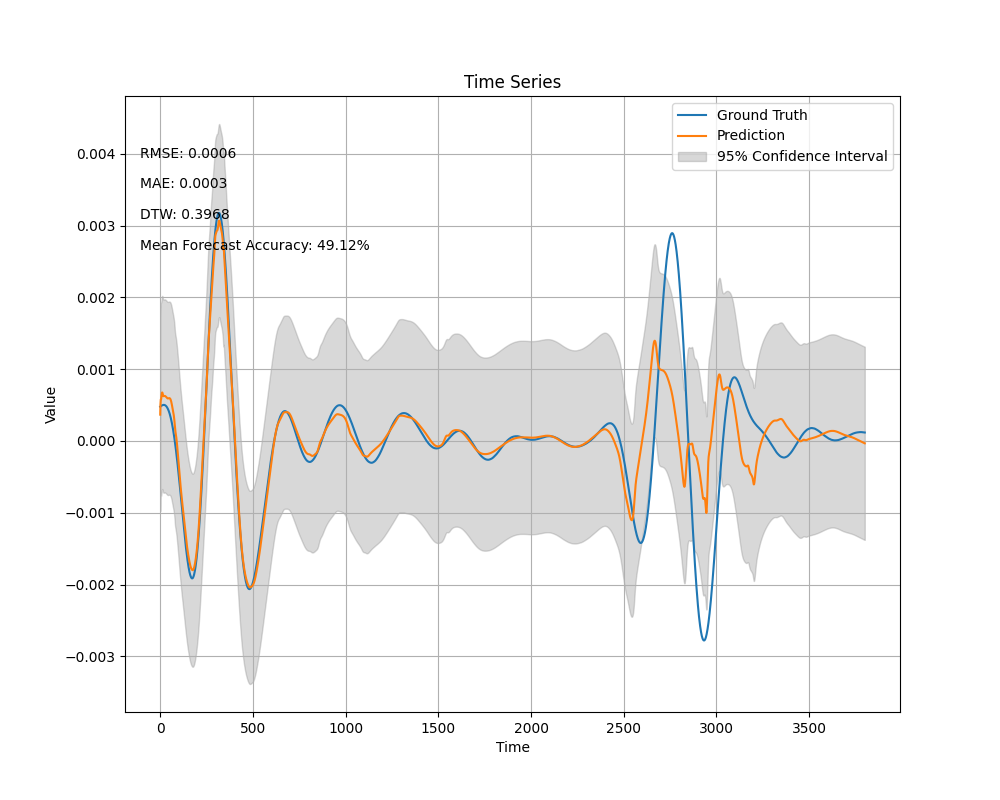 Time Series
Ground Truth
Prediction
95% Confidence Interval
RMSE: 0.0006
MAE: 0.0003
DTW: 0.3968
Mean Forecast Accuracy: 49.12%
0.004
0.003
0.002
0.001
0.000
−0.001
−0.002
−0.003
Value
0 500 1000 1500 2000 2500 3000 3500
Time